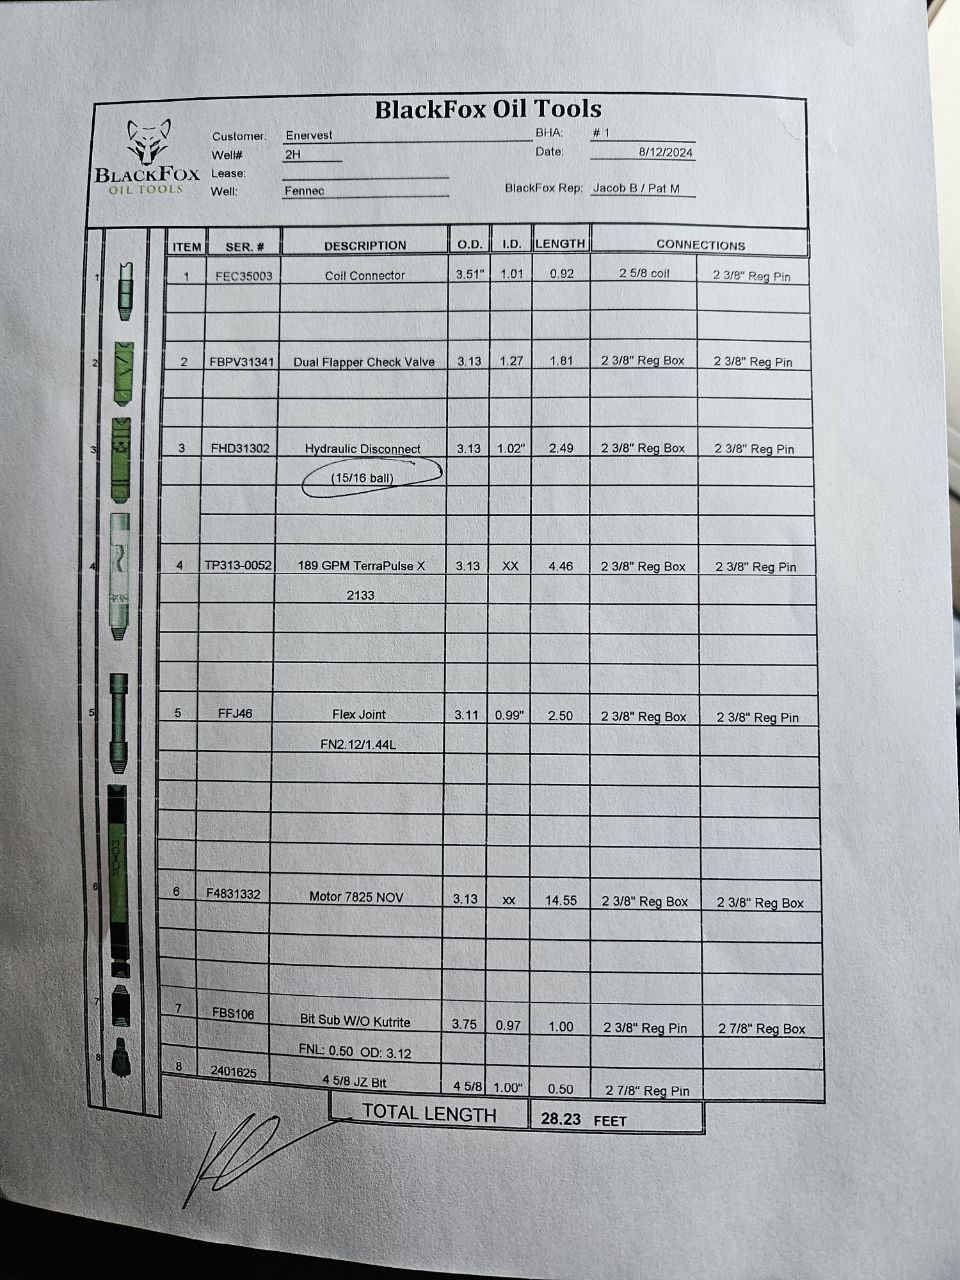 BlackFox Oil Tools
BLACKFOX
OIL TOOLS
Customer: Enervest BHA: # 1
Well# 2H Date: 8/12/2024
Lease:
Well: Fennec BlackFox Rep: Jacob B / Pat M
ITEM SER. # DESCRIPTION O.D. I.D. LENGTH CONNECTIONS
1 1 FEC35003 Coil Connector 3.51" 1.01 0.92 2 5/8 coil 2 3/8" Reg Pin
2 2 FBPV31341 Dual Flapper Check Valve 3.13 1.27 1.81 2 3/8" Reg Box 2 3/8" Reg Pin
3 3 FHD31302 Hydraulic Disconnect 3.13 1.02" 2.49 2 3/8" Reg Box 2 3/8" Reg Pin
(15/16 ball)
4 4 TP313-0052 189 GPM TerraPulse X 3.13 XX 4.46 2 3/8" Reg Box 2 3/8" Reg Pin
2133
5 5 FFJ46 Flex Joint 3.11 0.99" 2.50 2 3/8" Reg Box 2 3/8" Reg Pin
FN2.12/1.44L
6 6 F4831332 Motor 7825 NOV 3.13 xx 14.55 2 3/8" Reg Box 2 3/8" Reg Box
7 7 FBS106 Bit Sub W/O Kutrite 3.75 0.97 1.00 2 3/8" Reg Pin 2 7/8" Reg Box
FNL: 0.50 OD: 3.12
8 8 2401625 4 5/8 JZ Bit 4 5/8 1.00" 0.50 2 7/8" Reg Pin
TOTAL LENGTH 28.23 FEET